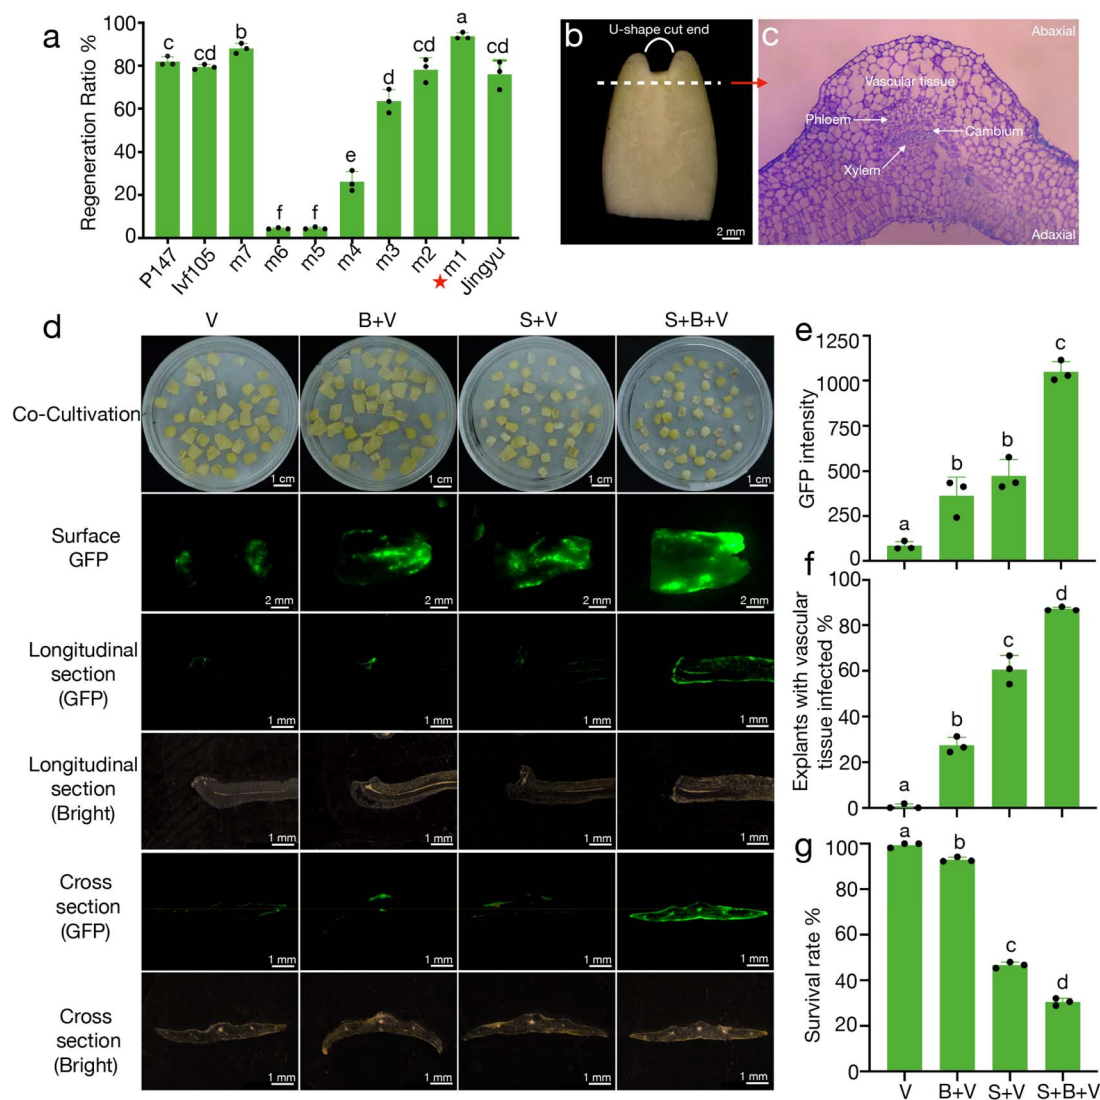 a
Regeneration Ratio %
100
80
60
40
20
0
c
cd
b
f
f
e
d
cd
a
cd
P147
Ivf105
m7
m6
m5
m4
m3
m2
m1
Jingyu
b
U-shape cut end
2 mm
c
Abaxial
Vascular tissue
Phloem
Cambium
Xylem
Adaxial
d
V
B+V
S+V
S+B+V
Co-Cultivation
1 cm
1 cm
1 cm
1 cm
Surface
GFP
2 mm
2 mm
2 mm
2 mm
Longitudinal
section
(GFP)
1 mm
1 mm
1 mm
1 mm
Longitudinal
section
(Bright)
1 mm
1 mm
1 mm
1 mm
Cross
section
(GFP)
1 mm
1 mm
1 mm
1 mm
Cross
section
(Bright)
1 mm
1 mm
1 mm
1 mm
e
GFP intensity
1250
1000
750
500
250
0
a
b
b
c
f
Explants with vascular
tissue infected %
100
80
60
40
20
0
a
b
c
d
g
Survival rate %
100
80
60
40
20
0
a
b
c
d
V
B+V
S+V
S+B+V